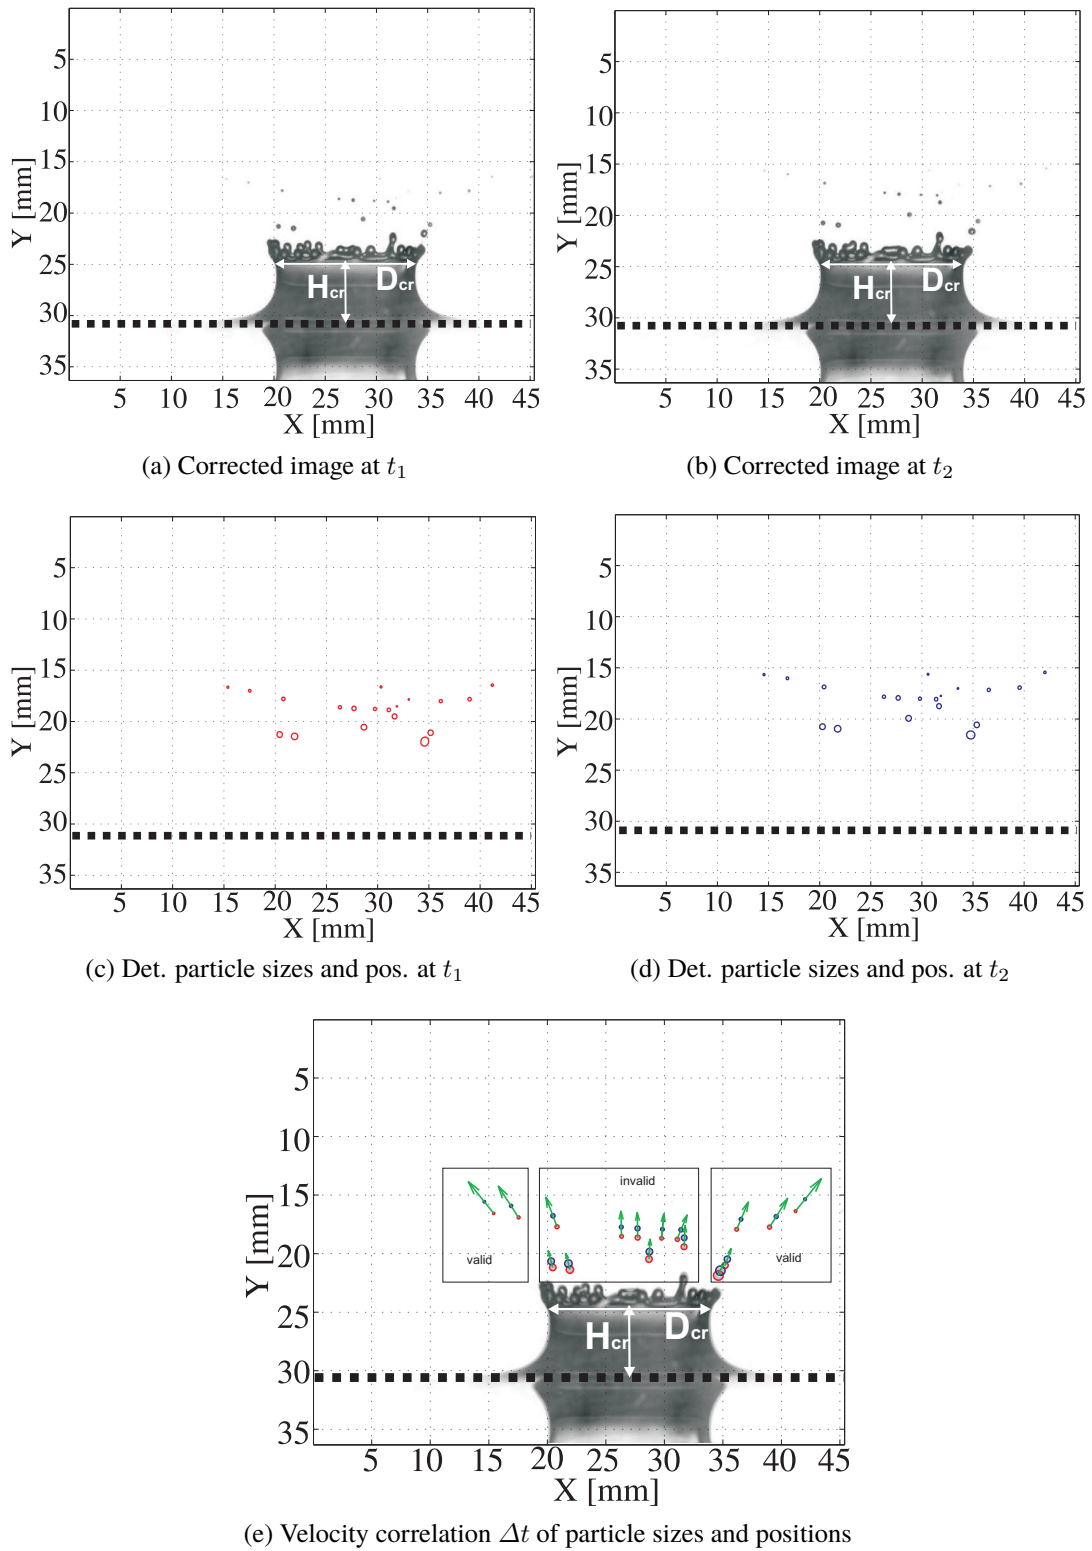 5
10
15
20
25
30
35
Y [mm]
H cr
D cr
5 10 15 20 25 30 35 40 45
X [mm]
(a) Corrected image at t1
5
10
15
20
25
30
35
Y [mm]
H cr
D cr
5 10 15 20 25 30 35 40 45
X [mm]
(b) Corrected image at t2
5
10
15
20
25
30
35
Y [mm]
5 10 15 20 25 30 35 40 45
X [mm]
(c) Det. particle sizes and pos. at t1
5
10
15
20
25
30
35
Y [mm]
5 10 15 20 25 30 35 40 45
X [mm]
(d) Det. particle sizes and pos. at t2
5
10
15
20
25
30
35
Y [mm]
invalid
valid
valid
H cr
D cr
5 10 15 20 25 30 35 40 45
X [mm]
(e) Velocity correlation Δt of particle sizes and positions